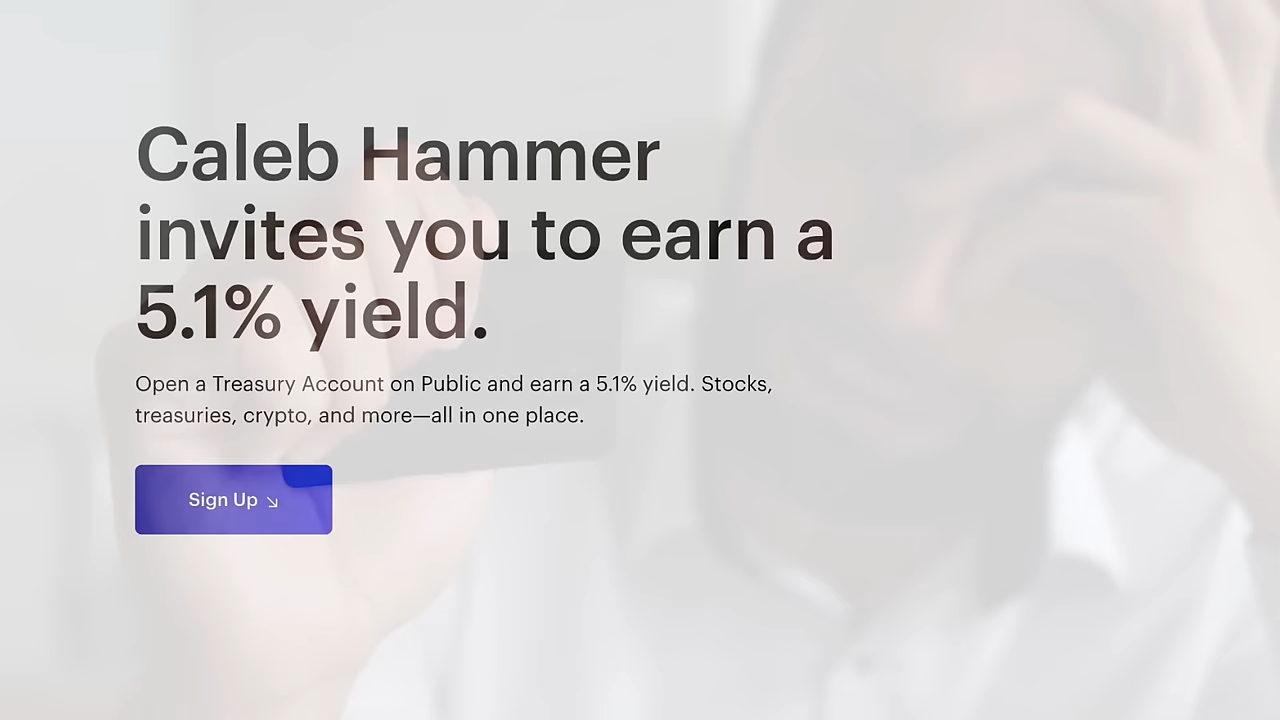 Caleb Hammer
invites you to earn a
5.1% yield.
Open a Treasury Account on Public and earn a 5.1% yield. Stocks,
treasuries, crypto, and more—all in one place.
Sign Up ↘